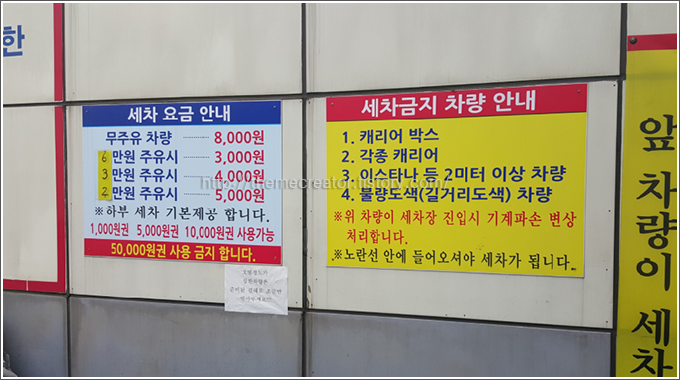 한
세차 요금 안내
무주유 차량 ········ 8,000원
6만원 주유시 ········ 3,000원
3만원 주유시 ········ 4,000원
2만원 주유시 ········ 5,000원
※하부 세차 기본제공 합니다.
1,000원권 5,000원권 10,000원권 사용가능
50,000원권 사용 금지합니다.
세차금지 차량 안내
1. 캐리어 박스
2. 각종 캐리어
3. 이스타나 등 2미터 이상 차량
4. 불량도색(길거리도색) 차량
※위 차량이 세차장 진입시 기계파손 변상
처리합니다.
※노란선 안에 들어오셔야 세차가 됩니다.
앞 차량이 세차